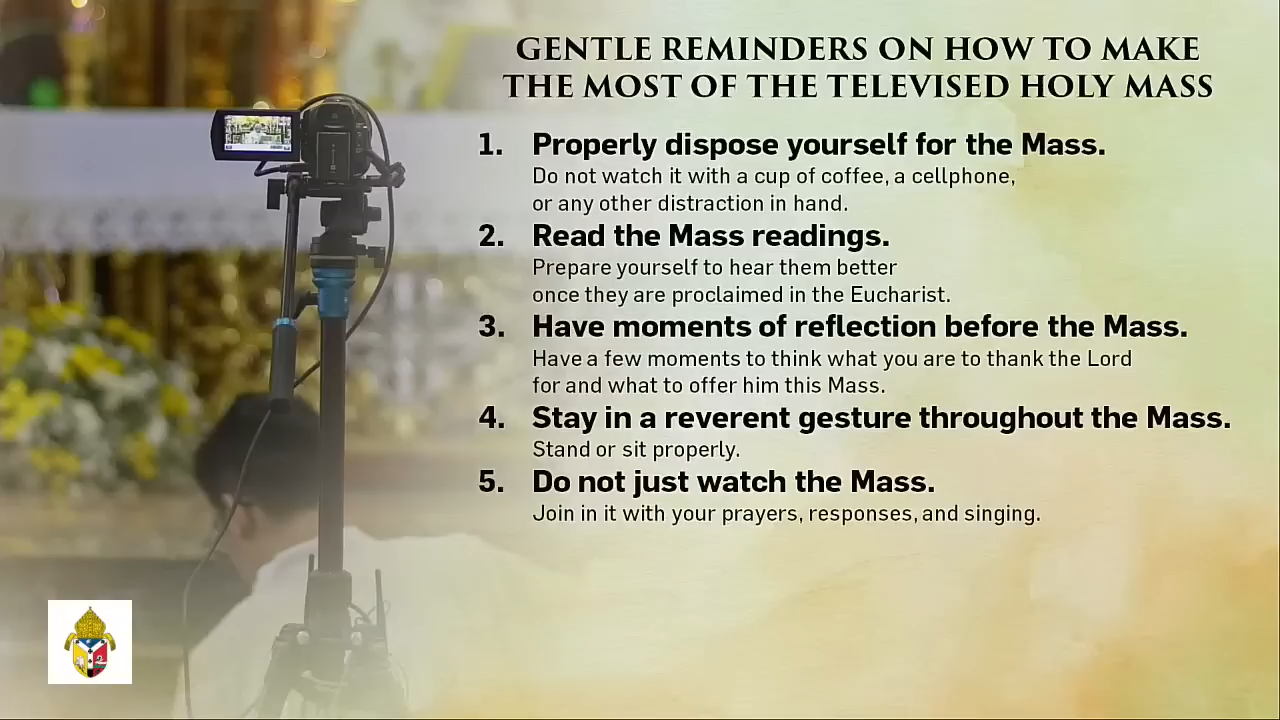 GENTLE REMINDERS ON HOW TO MAKE
THE MOST OF THE TELEVISED HOLY MASS
1. Properly dispose yourself for the Mass.
Do not watch it with a cup of coffee, a cellphone,
or any other distraction in hand.
2. Read the Mass readings.
Prepare yourself to hear them better
once they are proclaimed in the Eucharist.
3. Have moments of reflection before the Mass.
Have a few moments to think what you are to thank the Lord
for and what to offer him this Mass.
4. Stay in a reverent gesture throughout the Mass.
Stand or sit properly.
5. Do not just watch the Mass.
Join in it with your prayers, responses, and singing.